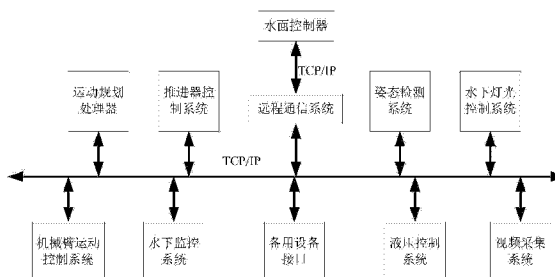 水面控制器
TCP/IP
运动规划
处理器
推进器控
制系统
远程通信系统
姿态检测
系统
水下灯光
控制系统
TCP/IP
机械臂运动
控制系统
水下监控
系统
备用设备
接口
液压控制
系统
视频采集
系统